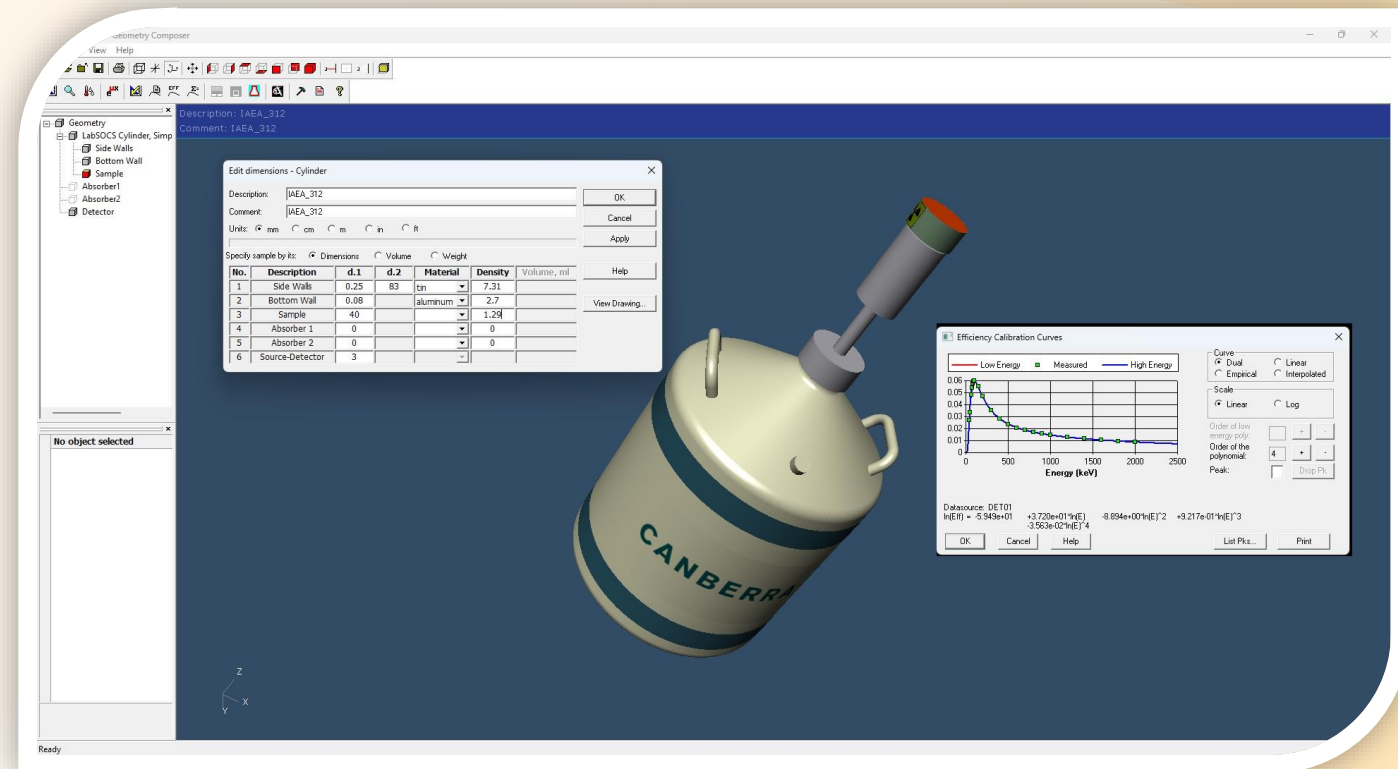 Geometry Composer
View Help
Geometry
LabSOCS Cylinder, Simp
Side Walls
Bottom Wall
Sample
Absorber1
Absorber2
Detector
No object selected
Description: IAEA_312
Comment: IAEA_312
Edit dimensions - Cylinder
Description: IAEA_312
Comment: IAEA_312
Units: mm cm m in ft
Specify sample by its: Dimensions Volume Weight
No. Description d.1 d.2 Material Density Volume, ml
1 Side Walls 0.25 83 tin 7.31
2 Bottom Wall 0.08 aluminum 2.7
3 Sample 40 1.29
4 Absorber 1 0 0
5 Absorber 2 0 0
6 Source-Detector 3
OK
Cancel
Apply
Help
View Drawing...
CANBERRA
Efficiency Calibration Curves
Low Energy Measured High Energy
0.06
0.05
0.04
0.03
0.02
0.01
0
0 500 1000 1500 2000 2500
Energy (keV)
Curve
Dual Linear
Empirical Interpolated
Scale
Linear Log
Order of low
energy poly:
+ -
Order of the
polynomial: 4 + -
Peak: Drop Pk
Datasource: DET01
ln(Eff) = -5.949e+01 +3.720e+01*ln(E) -8.894e+00*ln(E)^2 +9.217e-01*ln(E)^3
-3.563e-02*ln(E)^4
OK Cancel Help List Pks... Print
Z
X
Y
Ready